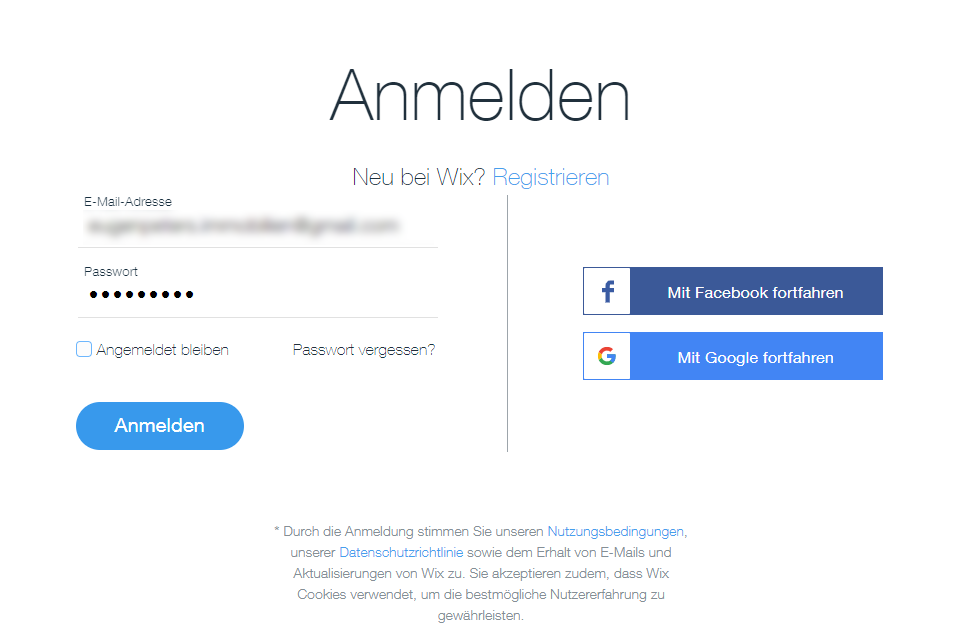 Anmelden
Neu bei Wix? Registrieren
E-Mail-Adresse
Passwort
Angemeldet bleiben
Passwort vergessen?
Anmelden
Mit Facebook fortfahren
Mit Google fortfahren
* Durch die Anmeldung stimmen Sie unseren Nutzungsbedingungen,
unserer Datenschutzrichtlinie sowie dem Erhalt von E-Mails und
Aktualisierungen von Wix zu. Sie akzeptieren zudem, dass Wix
Cookies verwendet, um die bestmögliche Nutzererfahrung zu
gewährleisten.